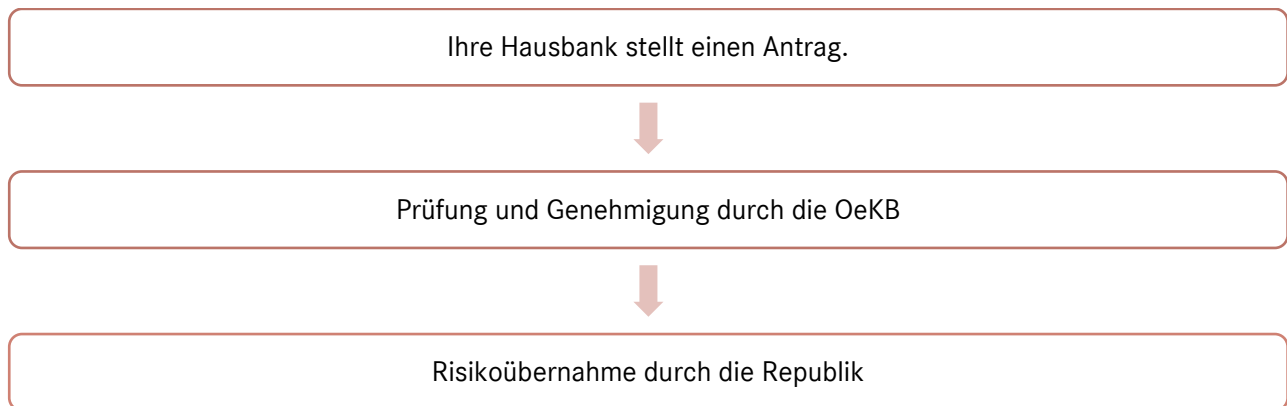 Ihre Hausbank stellt einen Antrag.
Prüfung und Genehmigung durch die OeKB
Risikoübernahme durch die Republik